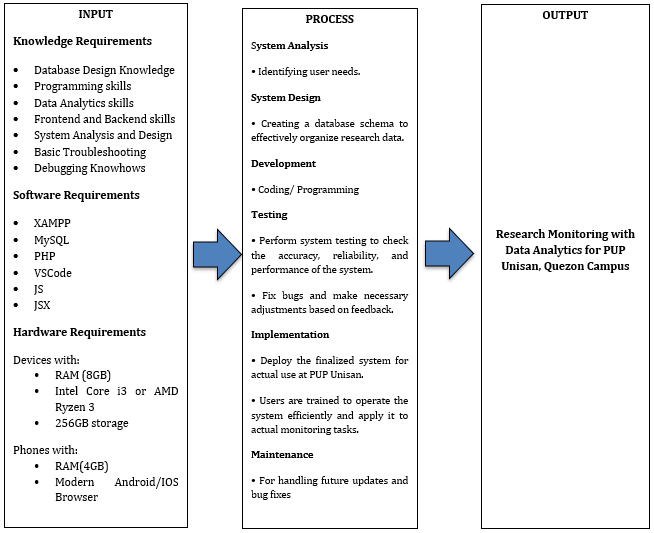 INPUT
Knowledge Requirements
• Database Design Knowledge
• Programming skills
• Data Analytics skills
• Frontend and Backend skills
• System Analysis and Design
• Basic Troubleshooting
• Debugging Knowhows
Software Requirements
• XAMPP
• MySQL
• PHP
• VSCode
• JS
• JSX
Hardware Requirements
Devices with:
• RAM (8GB)
• Intel Core i3 or AMD
Ryzen 3
• 256GB storage
Phones with:
• RAM(4GB)
• Modern Android/IOS
Browser
PROCESS
System Analysis
• Identifying user needs.
System Design
• Creating a database schema to
effectively organize research data.
Development
• Coding/ Programming
Testing
• Perform system testing to check
the accuracy, reliability, and
performance of the system.
• Fix bugs and make necessary
adjustments based on feedback.
Implementation
• Deploy the finalized system for
actual use at PUP Unisan.
• Users are trained to operate the
system efficiently and apply it to
actual monitoring tasks.
Maintenance
• For handling future updates and
bug fixes
OUTPUT
Research Monitoring with
Data Analytics for PUP
Unisan, Quezon Campus